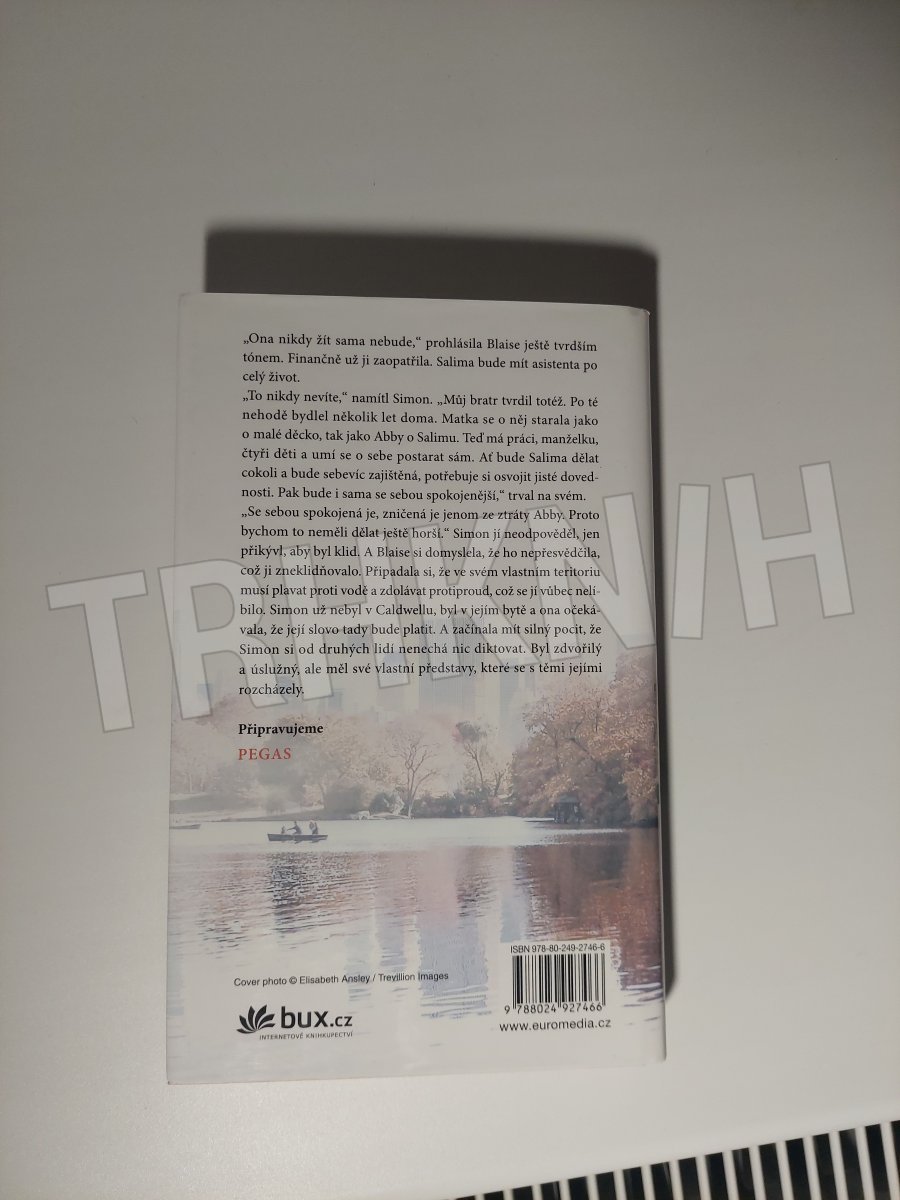 „Ona nikdy žít sama nebude,“ prohlásila Blaise ještě tvrdším
tónem. Finančně už ji zaopatřila. Salima bude mít asistenta po
celý život.
„To nikdy nevíte,“ namítl Simon. „Můj bratr tvrdil totéž. Po té
nehodě bydlel několik let doma. Matka se o něj starala jako
o malé děcko, tak jako Abby o Salimu. Teď má práci, manželku,
čtyři děti a umí se o sebe postarat sám. Ať bude Salima dělat
cokoli a bude sebevíc zajištěná, potřebuje si osvojit jisté doved-
nosti. Pak bude i sama se sebou spokojenější,“ trval na svém.
„Se sebou spokojená je, zničená je jenom ze ztráty Abby. Proto
bychom to neměli dělat ještě horší.“ Simon jí neodpověděl, jen
přikývl, aby byl klid. A Blaise si domyslela, že ho nepřesvědčila,
což ji zneklidňovalo. Připadala si, že ve svém vlastním teritoriu
musí plavat proti vodě a zdolávat protiproud, což se jí vůbec nelí-
bilo. Simon už nebyl v Caldwellu, byl v jejím bytě a ona očeká-
vala, že její slovo tady bude platit. A začínala mít silný pocit, že
Simon si od druhých lidí nenechá nic diktovat. Byl zdvořilý
a úslužný, ale měl své vlastní představy, které se s těmi jejími
rozcházely.
TRHKNIH
Připravujeme
PEGAS
ISBN 978-80-249-2746-6
Cover photo © Elisabeth Ansley / Trevillion Images
9 788024 927466
bux.cz
INTERNETOVÉ KNIHKUPECTVÍ
www.euromedia.cz